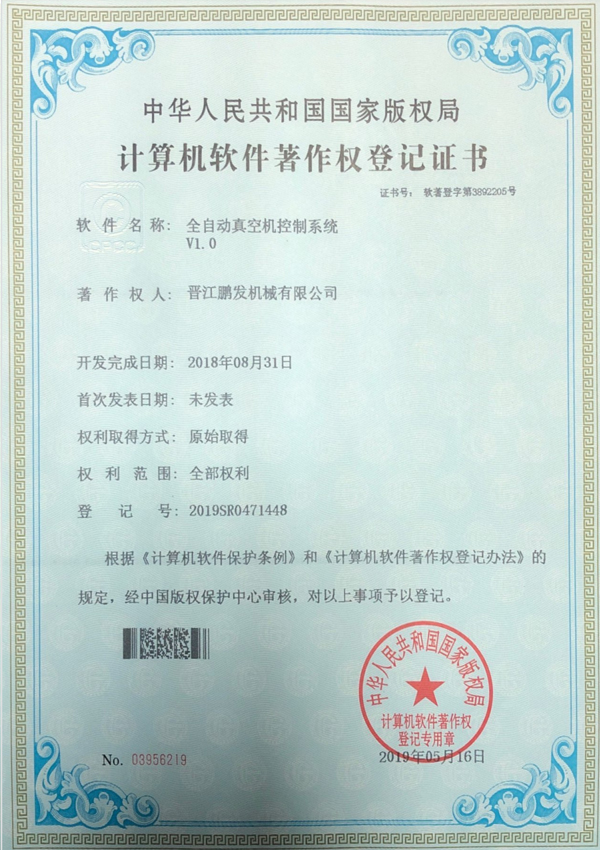 中华人民共和国国家版权局
计算机软件著作权登记证书
证书号： 软著登字第3892205号
软件名称： 全自动真空机控制系统
V1.0
著作权人： 晋江鹏发机械有限公司
开发完成日期： 2018年08月31日
首次发表日期： 未发表
权利取得方式： 原始取得
权利范围： 全部权利
登记号： 2019SR0471448
根据《计算机软件保护条例》和《计算机软件著作权登记办法》的
规定，经中国版权保护中心审核，对以上事项予以登记。
中华人民共和国国家版权局
计算机软件著作权
登记专用章
No. 03956219
2019年05月16日